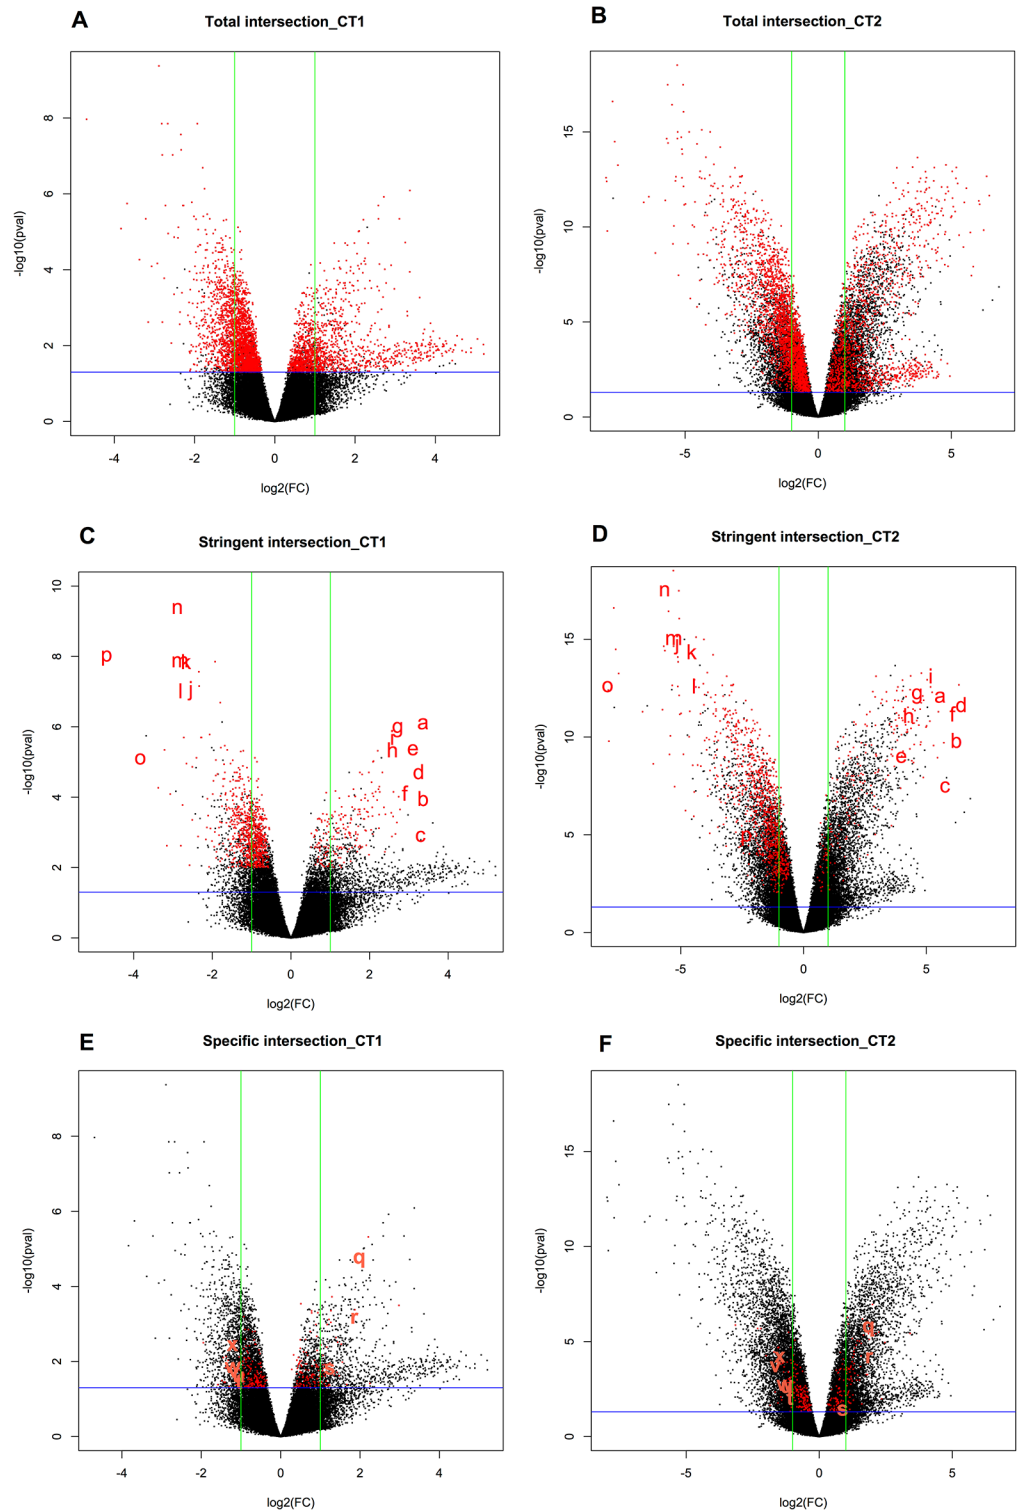 A Total intersection_CT1
-log10(pval)
8
6
4
2
0
-4 -2 0 2 4
log2(FC)
B Total intersection_CT2
-log10(pval)
15
10
5
0
-5 0 5
log2(FC)
C Stringent intersection_CT1
-log10(pval)
10
8
6
4
2
0
n
p m k
l j
o
a
g
i
h e
d
f b
c
-4 -2 0 2 4
log2(FC)
D Stringent intersection_CT2
-log10(pval)
15
10
5
0
n
m
j k
o l
i
g a
d
h f
b
e
c
p
-5 0 5
log2(FC)
E Specific intersection_CT1
-log10(pval)
8
6
4
2
0
q
r
x
s
-4 -2 0 2 4
log2(FC)
F Specific intersection_CT2
-log10(pval)
15
10
5
0
q
x r
v
w
t
s
-5 0 5
log2(FC)